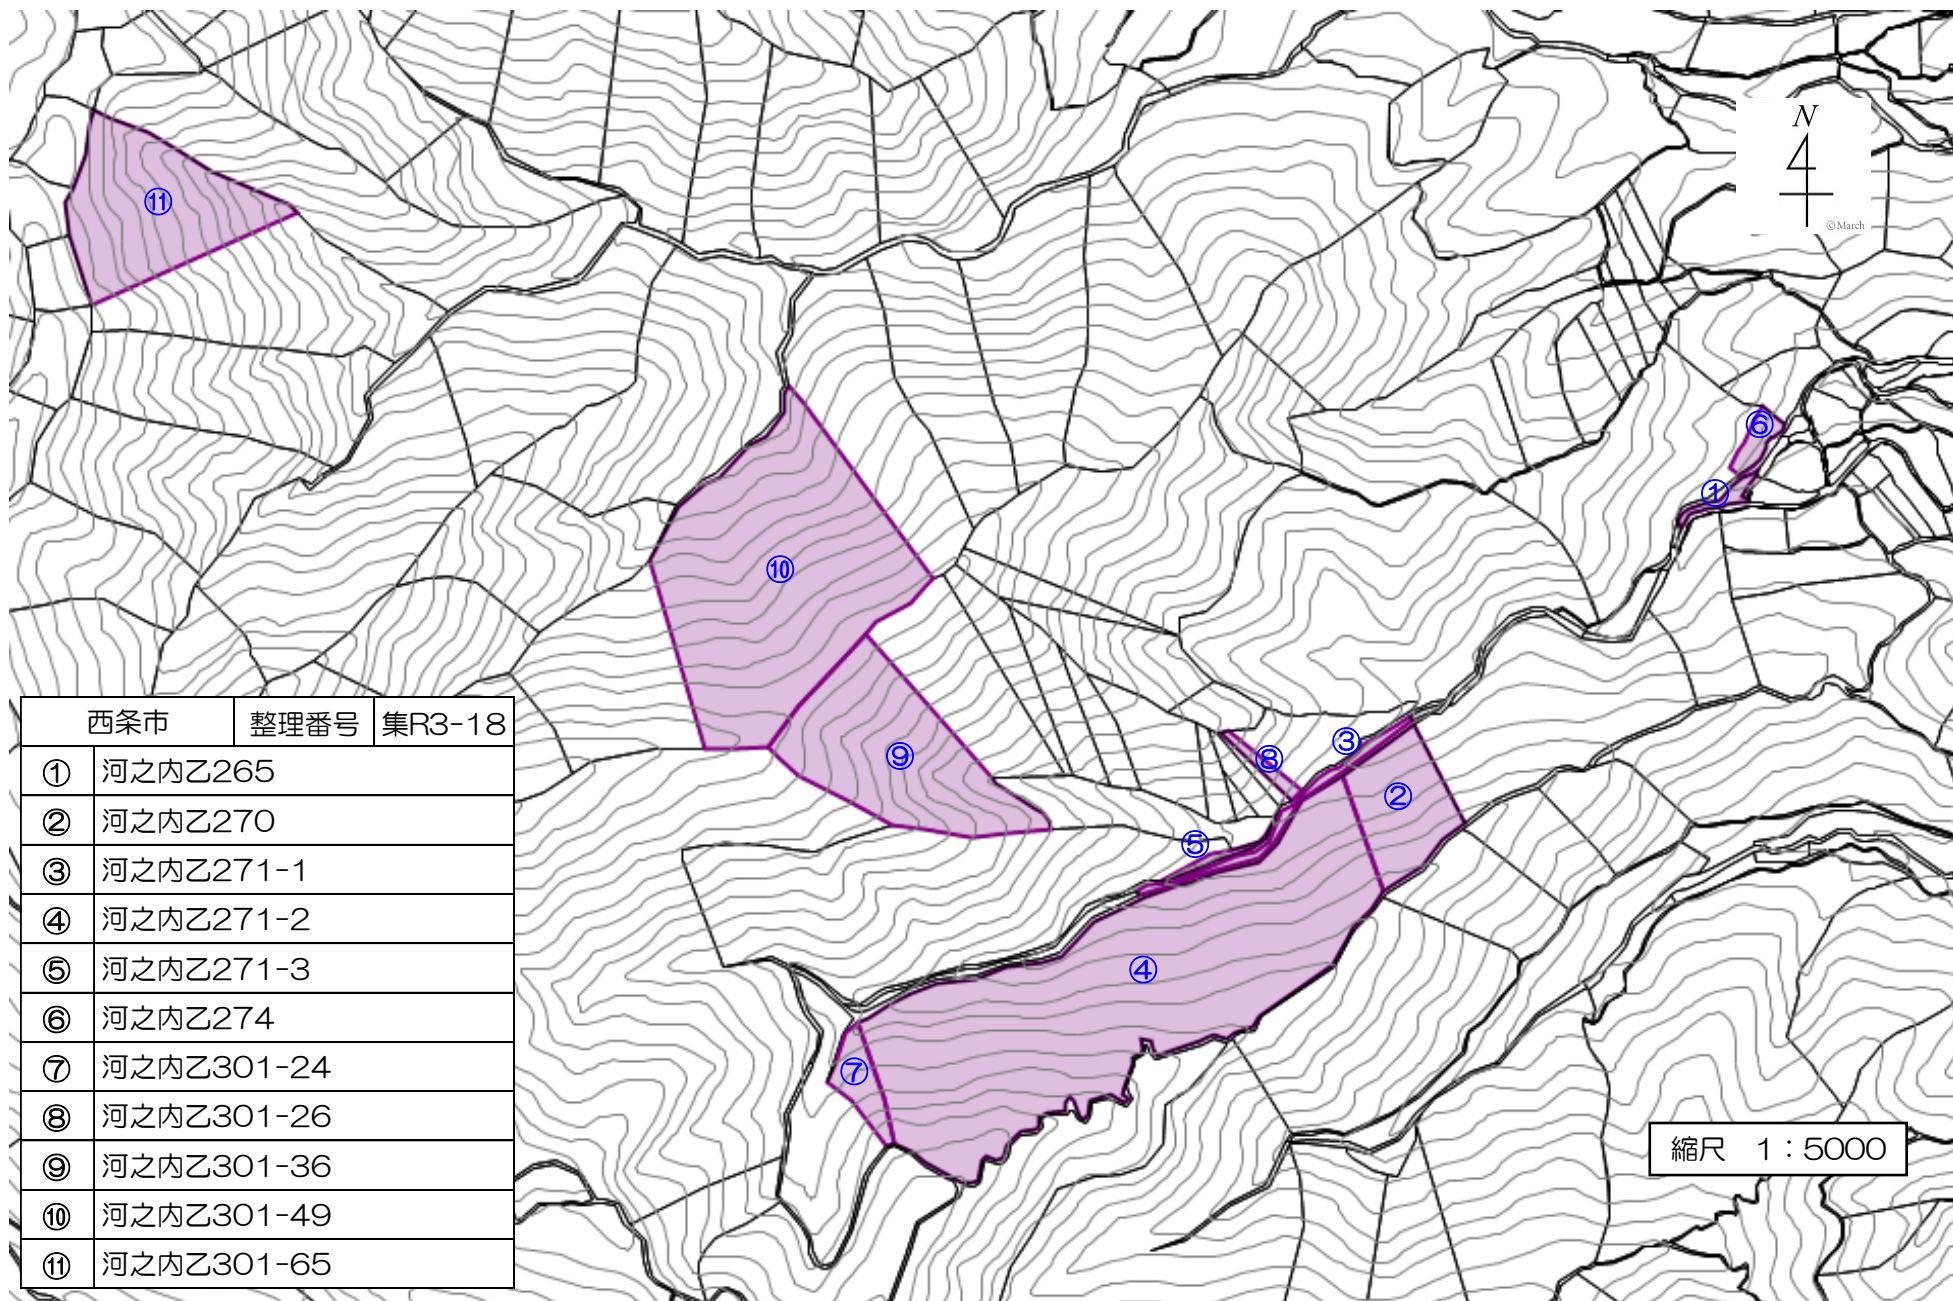 N
©March
⑪
⑥
①
⑩
③
⑧
⑨
②
⑤
④
⑦
西条市 整理番号 集R3-18
① 河之内乙265
② 河之内乙270
③ 河之内乙271-1
④ 河之内乙271-2
⑤ 河之内乙271-3
⑥ 河之内乙274
⑦ 河之内乙301-24
⑧ 河之内乙301-26
⑨ 河之内乙301-36
⑩ 河之内乙301-49
⑪ 河之内乙301-65
縮尺 1：5000